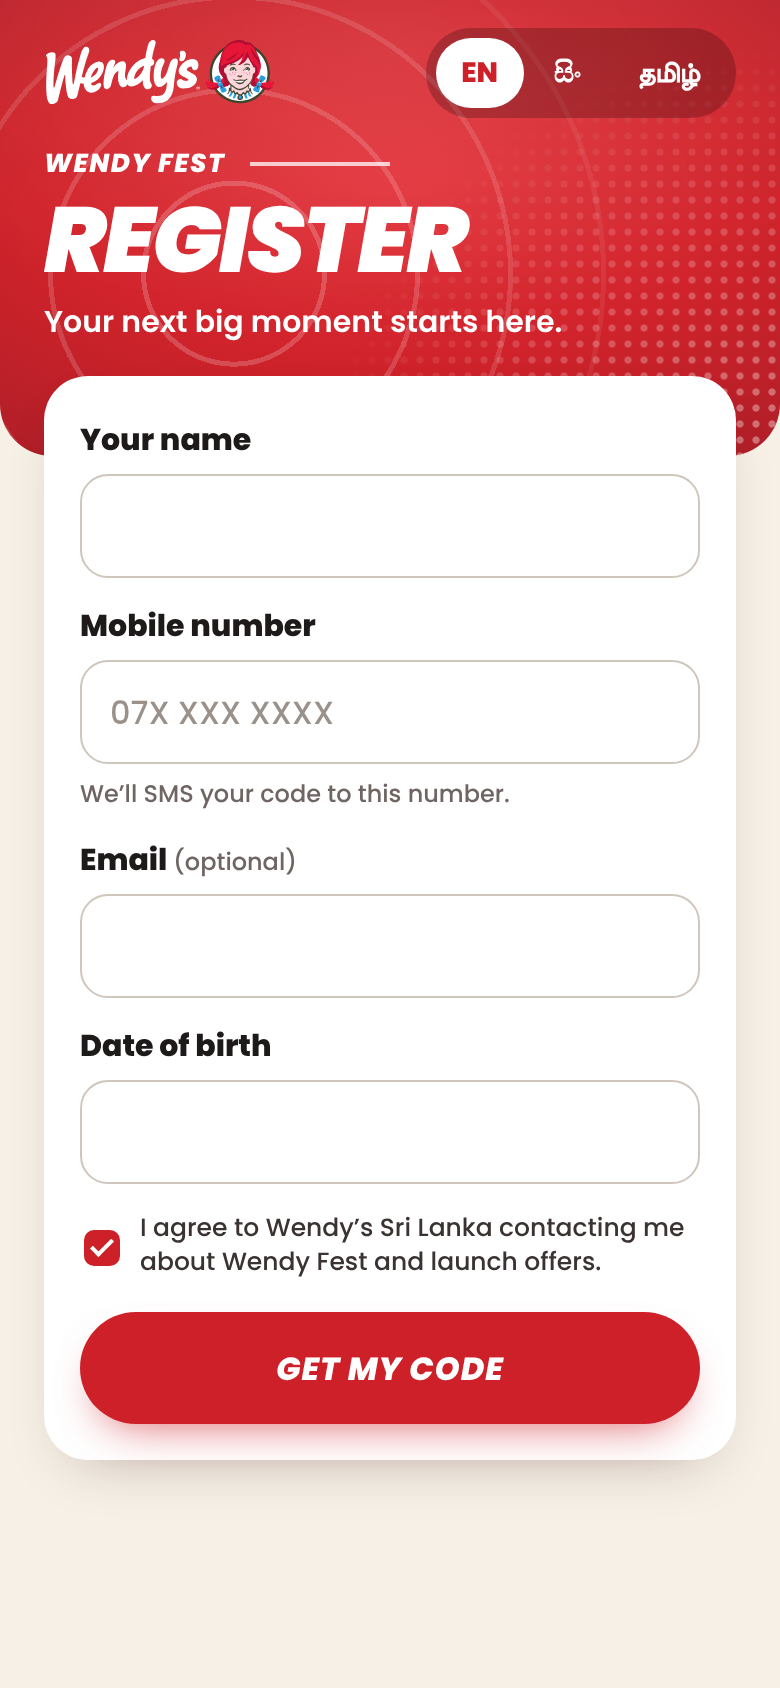 Wendy's
EN සිං தமிழ்
WENDY FEST
REGISTER
Your next big moment starts here.
Your name
Mobile number
07X XXX XXXX
We’ll SMS your code to this number.
Email (optional)
Date of birth
I agree to Wendy’s Sri Lanka contacting me
about Wendy Fest and launch offers.
GET MY CODE